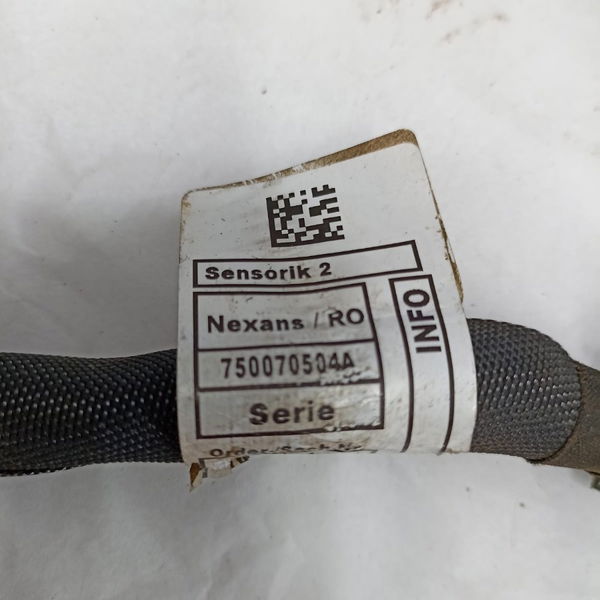 Sensorik 2
Nexans / RO
INFO
750070504A
Serie